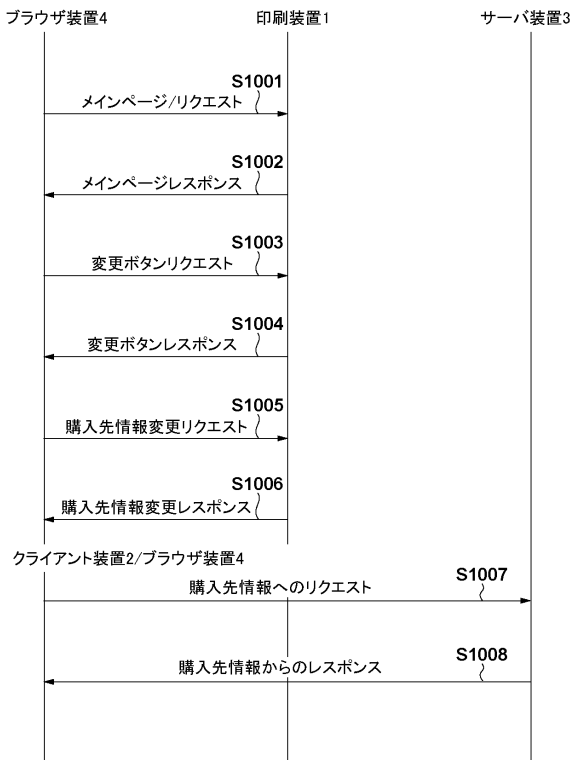 ブラウザ装置4
印刷装置1
サーバ装置3
S1001
メインページ/リクエスト
S1002
メインページレスポンス
S1003
変更ボタンリクエスト
S1004
変更ボタンレスポンス
S1005
購入先情報変更リクエスト
S1006
購入先情報変更レスポンス
クライアント装置2/ブラウザ装置4
S1007
購入先情報へのリクエスト
S1008
購入先情報からのレスポンス